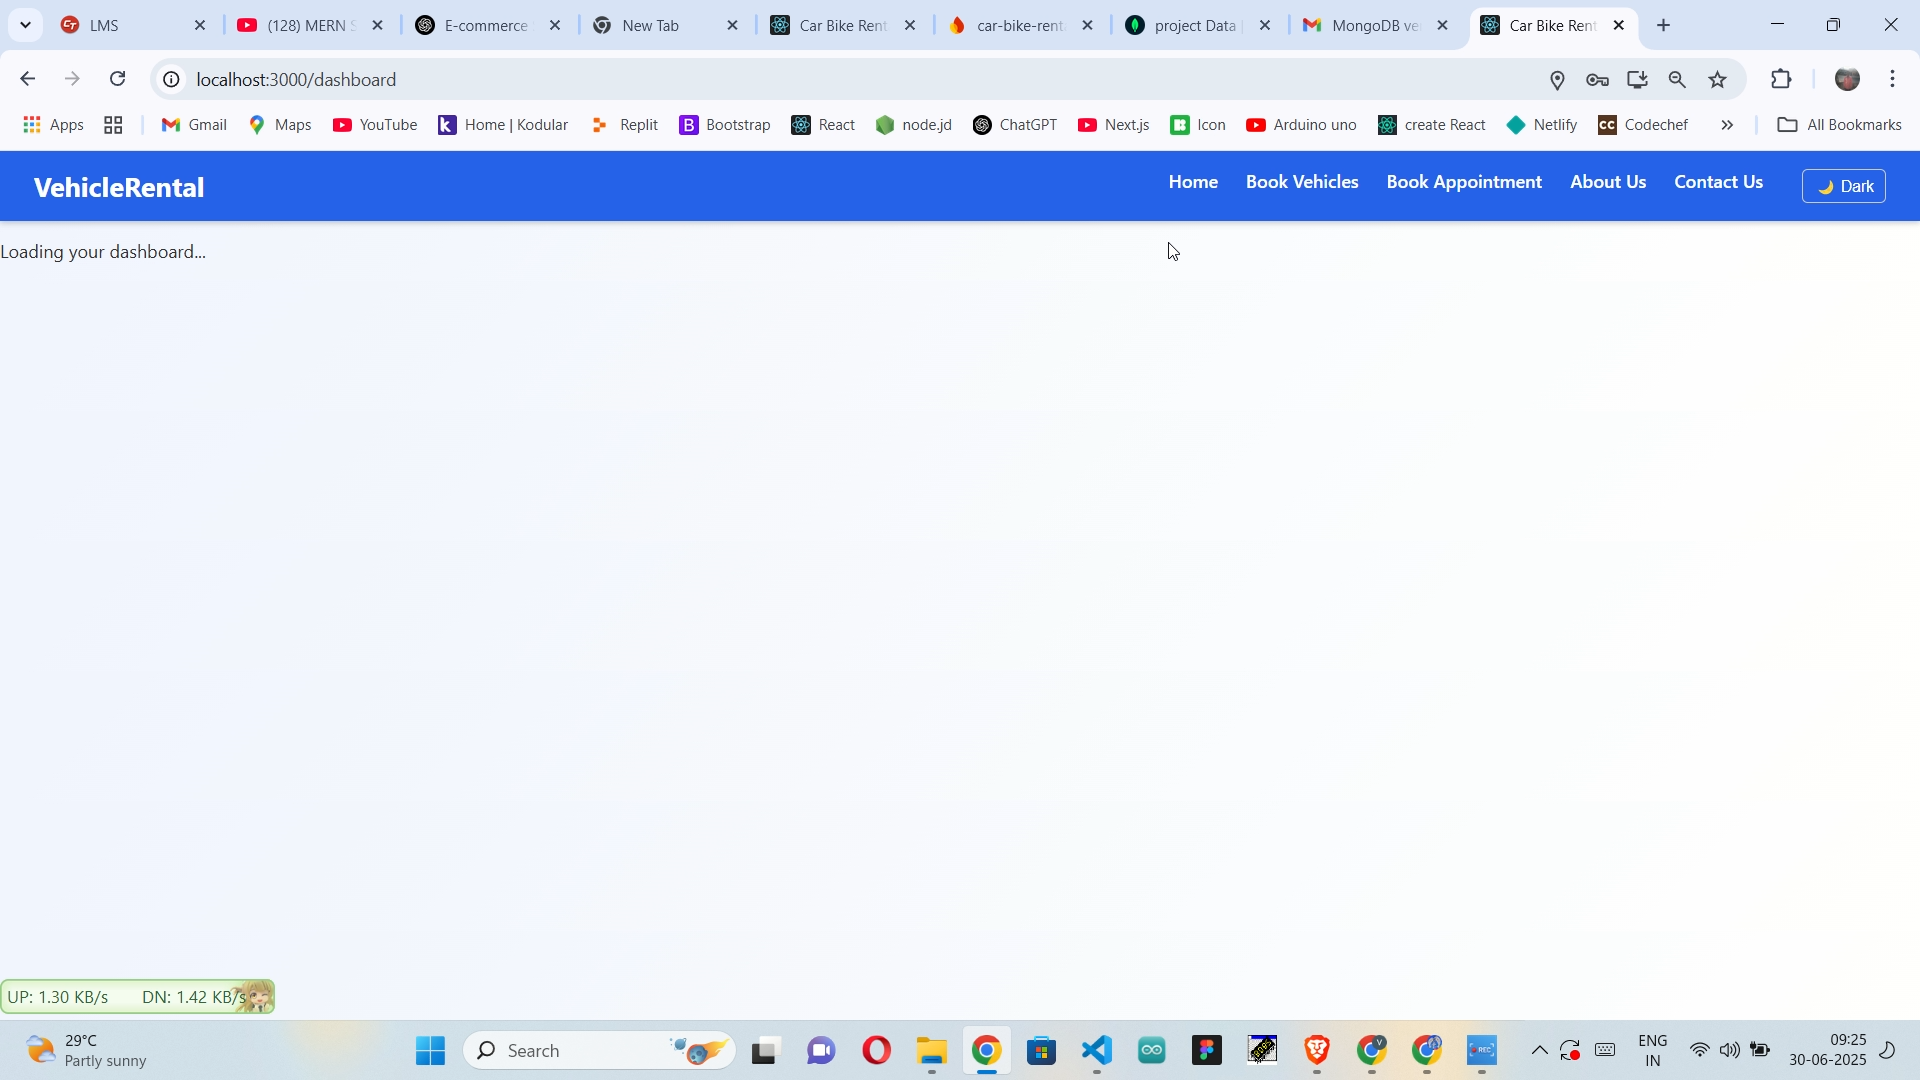 LMS
(128) MERN S
E-commerce
New Tab
Car Bike Rent
car-bike-renta
project Data |
MongoDB ve
Car Bike Rent
localhost:3000/dashboard
Apps
Gmail
Maps
YouTube
Home | Kodular
Replit
Bootstrap
React
node.jd
ChatGPT
Next.js
Icon
Arduino uno
create React
Netlify
Codechef
All Bookmarks
VehicleRental
Home
Book Vehicles
Book Appointment
About Us
Contact Us
Dark
Loading your dashboard...
UP: 1.30 KB/s DN: 1.42 KB/s
29°C
Partly sunny
Search
ENG
IN
09:25
30-06-2025